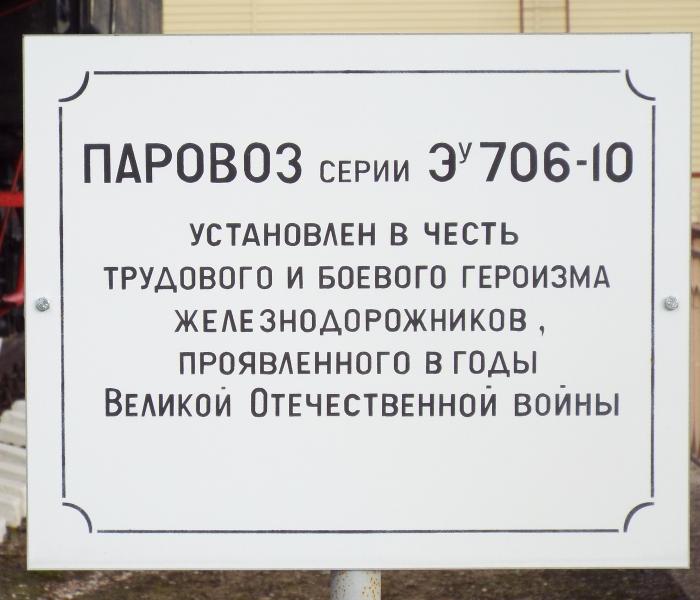 ПАРОВОЗ СЕРИИ Эу 706-10
УСТАНОВЛЕН В ЧЕСТЬ
ТРУДОВОГО И БОЕВОГО ГЕРОИЗМА
ЖЕЛЕЗНОДОРОЖНИКОВ ,
ПРОЯВЛЕННОГО В ГОДЫ
ВЕЛИКОЙ ОТЕЧЕСТВЕННОЙ ВОЙНЫ